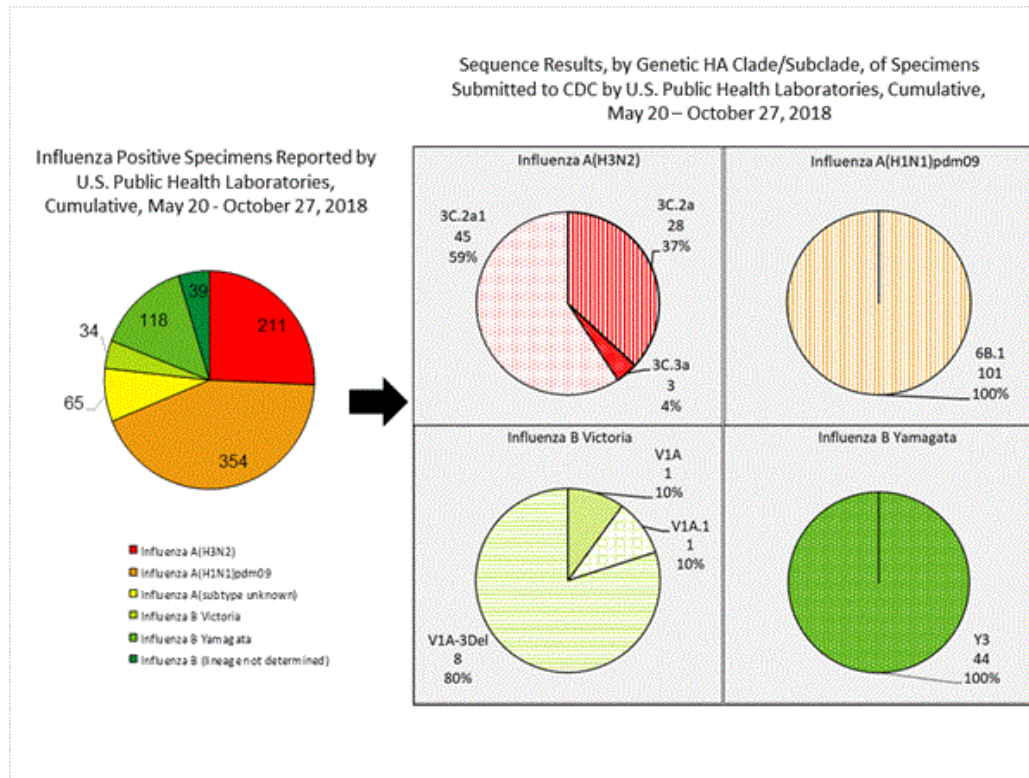 Sequence Results, by Genetic HA Clade/Subclade, of Specimens
Submitted to CDC by U.S. Public Health Laboratories, Cumulative,
May 20 – October 27, 2018
Influenza Positive Specimens Reported by
U.S. Public Health Laboratories,
Cumulative, May 20 - October 27, 2018
39
211
118
34
65
354
Influenza A(H3N2)
Influenza A(H1N1)pdm09
Influenza A(subtype unknown)
Influenza B Victoria
Influenza B Yamagata
Influenza B (lineage not determined)
Influenza A(H3N2)
3C.2a1
45
59%
3C.2a
28
37%
3C.3a
3
4%
Influenza A(H1N1)pdm09
6B.1
101
100%
Influenza B Victoria
V1A
1
10%
V1A.1
1
10%
V1A-3Del
8
80%
Influenza B Yamagata
Y3
44
100%